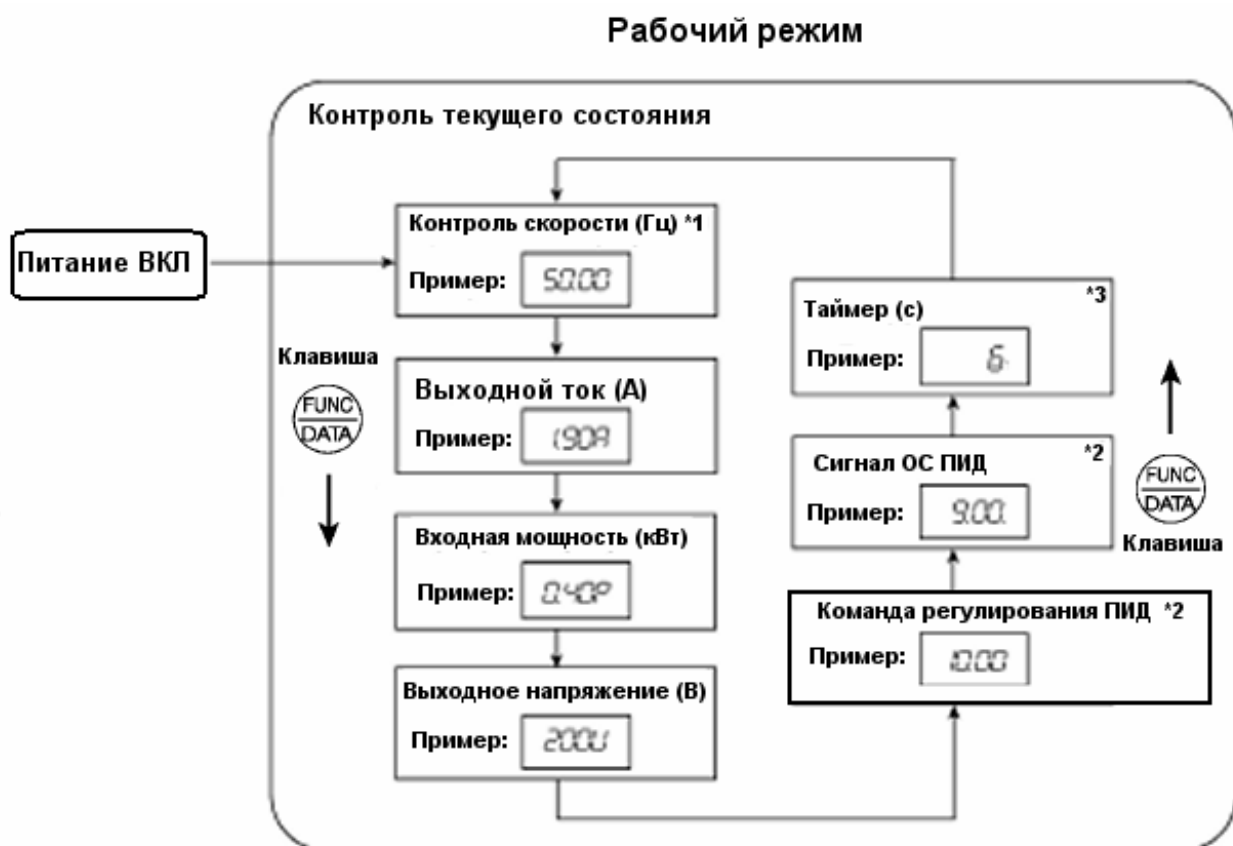 Рабочий режим
Контроль текущего состояния
Питание ВКЛ
Контроль скорости (Гц) *1
Пример: 50.00
Клавиша
FUNC
DATA
Выходной ток (А)
Пример: 1.90A
Входная мощность (кВт)
Пример: 0.40P
Выходное напряжение (В)
Пример: 200U
Таймер (с) *3
Пример: 6.
Сигнал ОС ПИД *2
Пример: 9.00.
Команда регулирования ПИД *2
Пример: 10.00
FUNC
DATA
Клавиша